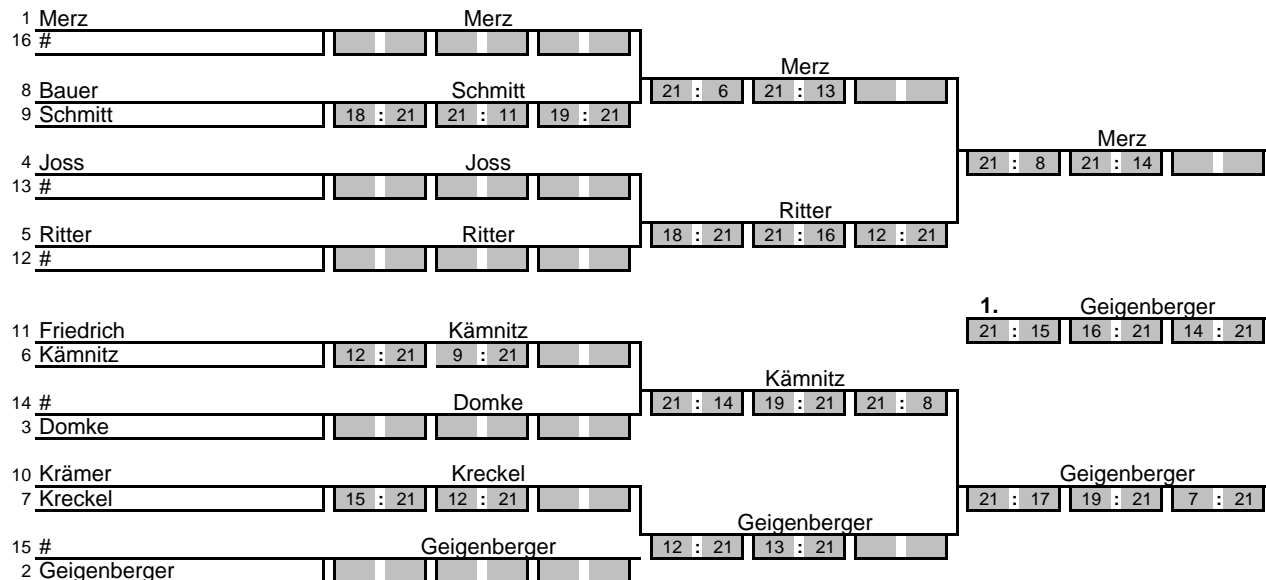 1 Merz Merz
16 #
Merz
8 Bauer Schmitt 21 : 6 21 : 13
9 Schmitt 18 : 21 21 : 11 19 : 21
Merz
4 Joss Joss 21 : 8 21 : 14
13 #
Ritter
5 Ritter Ritter 18 : 21 21 : 16 12 : 21
12 #
1. Geigenberger
11 Friedrich Kämnitz 21 : 15 16 : 21 14 : 21
6 Kämnitz 12 : 21 9 : 21
Kämnitz
14 # Domke 21 : 14 19 : 21 21 : 8
3 Domke
10 Krämer Kreckel Geigenberger
7 Kreckel 15 : 21 12 : 21 21 : 17 19 : 21 7 : 21
Geigenberger
15 # Geigenberger 12 : 21 13 : 21
2 Geigenberger